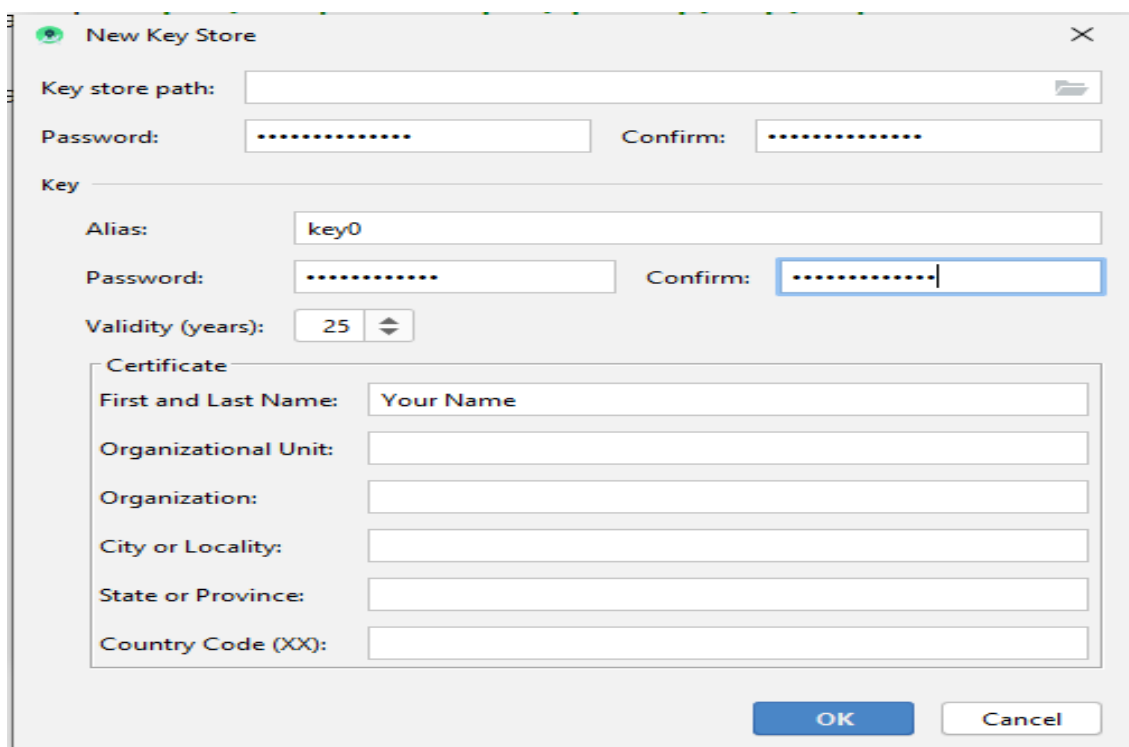 New Key Store
Key store path:
Password: •••••••••••••• Confirm: ••••••••••••••
Key
Alias: key0
Password: •••••••••••• Confirm: •••••••••••••
Validity (years): 25
Certificate
First and Last Name: Your Name
Organizational Unit:
Organization:
City or Locality:
State or Province:
Country Code (XX):
OK Cancel